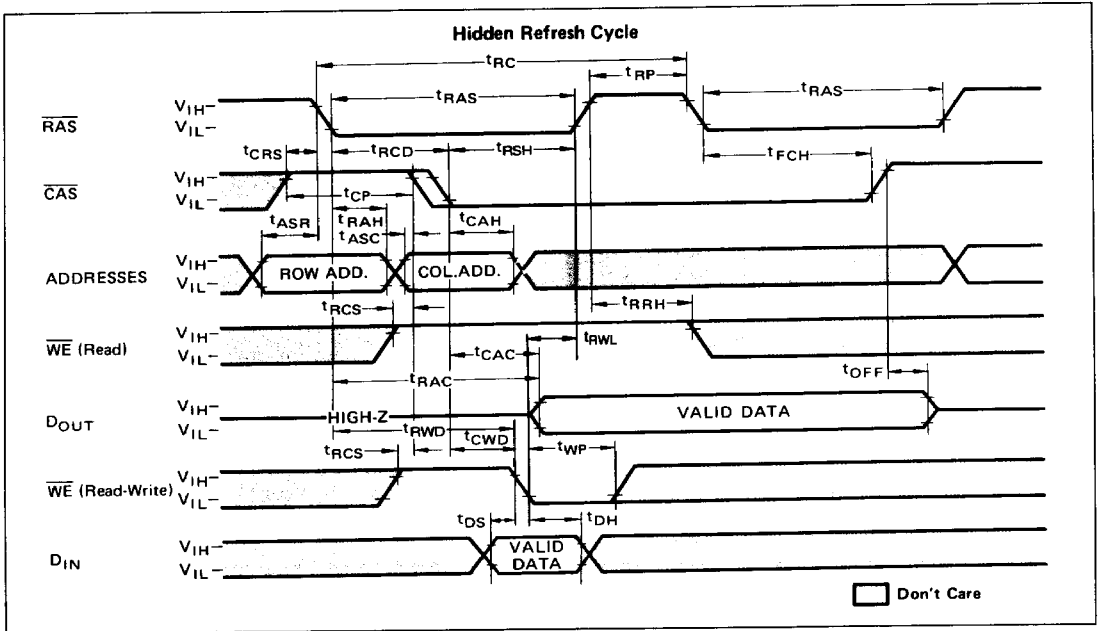 Hidden Refresh Cycle
tRC
tRP
tRAS
tRAS
RAS
VIH
VIL
tCRS
tRCD
tRSH
tFCH
CAS
VIH
VIL
tCP
tASR
tRAH
tASC
tCAH
ADDRESSES
VIH
VIL
ROW ADD.
COL.ADD.
tRCS
tRRH
WE (Read)
VIH
VIL
tRWL
tCAC
tRAC
tOFF
DOUT
VIH
VIL
HIGH-Z
VALID DATA
tRWD
tCWD
tRCS
tWP
WE (Read-Write)
VIH
VIL
tDS
tDH
DIN
VIH
VIL
VALID
DATA
Don't Care